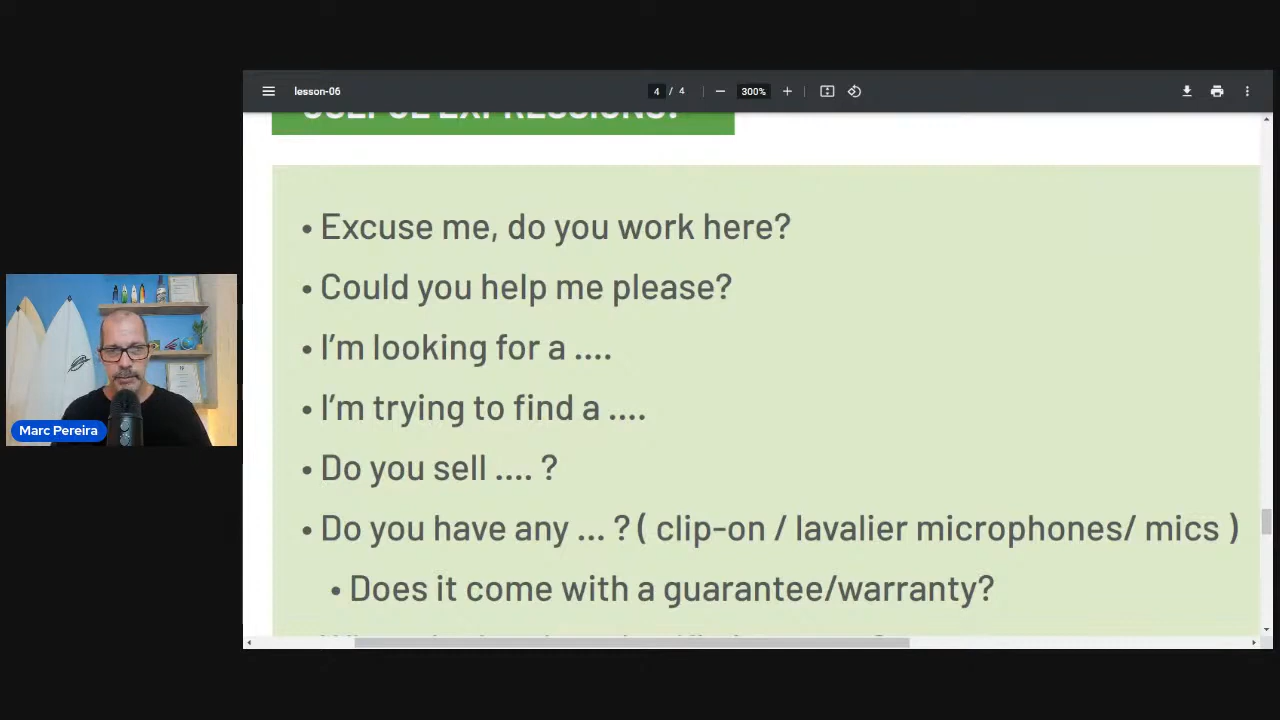 lesson-06
4 / 4
300%
USEFUL EXPRESSIONS:
• Excuse me, do you work here?
• Could you help me please?
• I’m looking for a ....
• I’m trying to find a ....
• Do you sell .... ?
• Do you have any ... ? ( clip-on / lavalier microphones/ mics )
• Does it come with a guarantee/warranty?
Marc Pereira